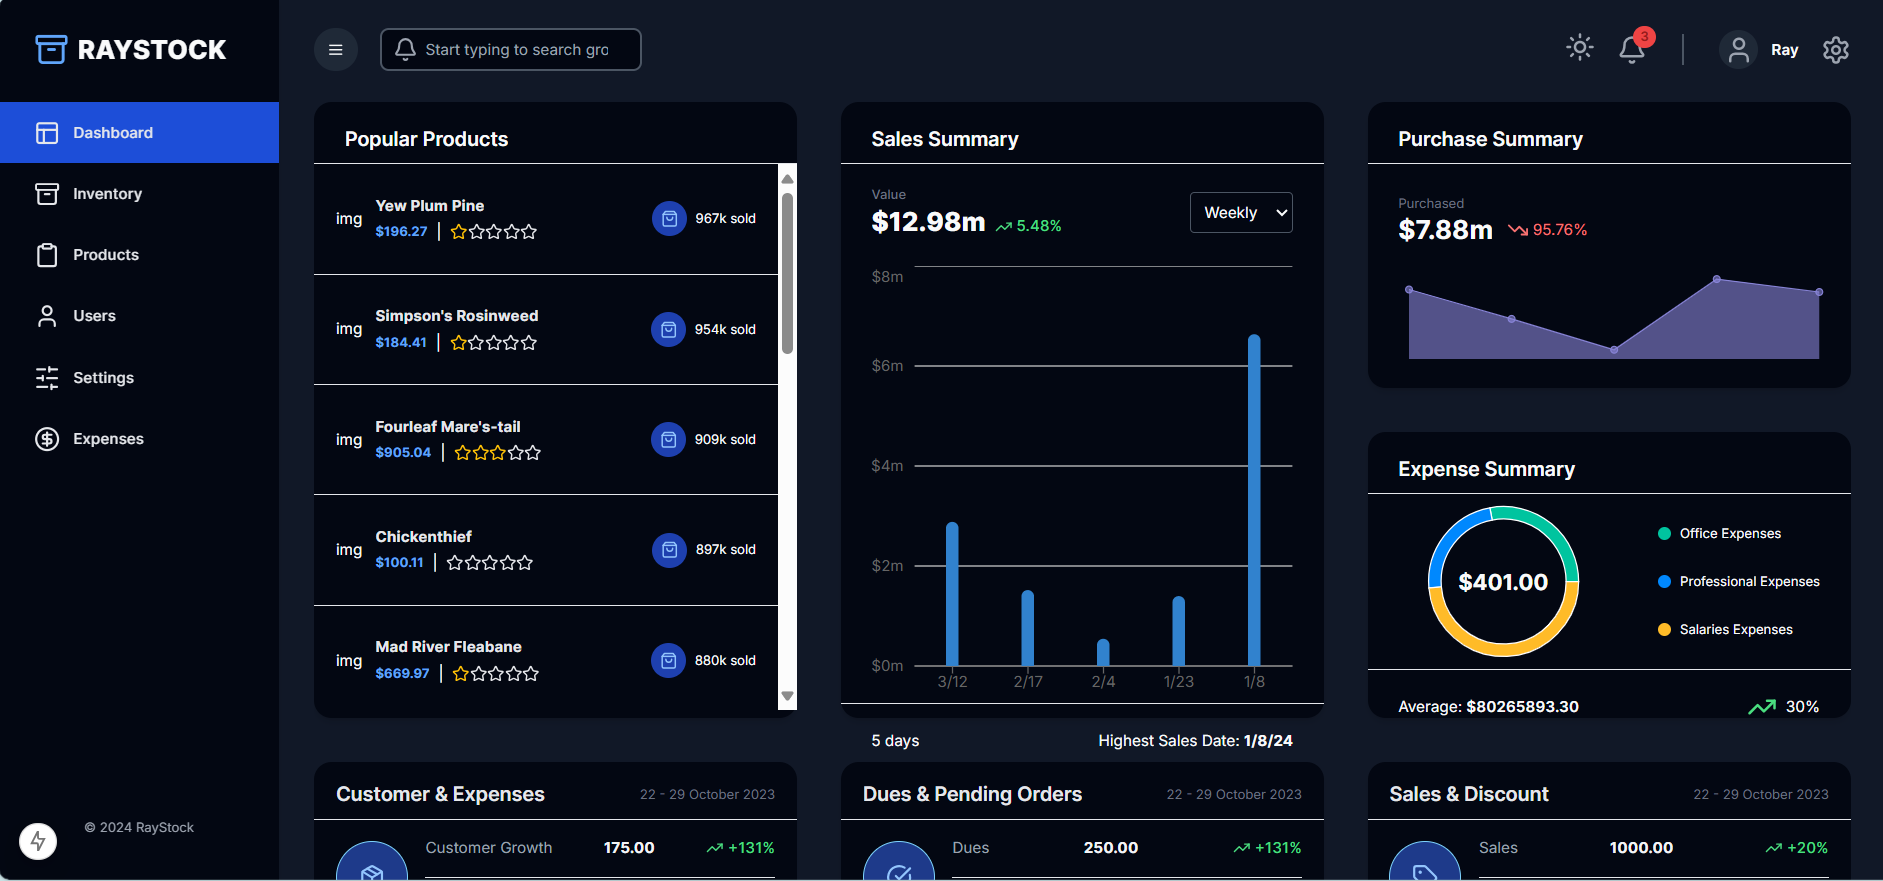 RAYSTOCK
Start typing to search gro
3
Ray
Dashboard
Inventory
Products
Users
Settings
Expenses
© 2024 RayStock
Popular Products
img
Yew Plum Pine
$196.27
967k sold
img
Simpson's Rosinweed
$184.41
954k sold
img
Fourleaf Mare's-tail
$905.04
909k sold
img
Chickenthief
$100.11
897k sold
img
Mad River Fleabane
$669.97
880k sold
Sales Summary
Value
$12.98m 5.48%
Weekly
$8m
$6m
$4m
$2m
$0m
3/12 2/17 2/4 1/23 1/8
5 days
Highest Sales Date: 1/8/24
Purchase Summary
Purchased
$7.88m 95.76%
Expense Summary
$401.00
Office Expenses
Professional Expenses
Salaries Expenses
Average: $80265893.30
30%
Customer & Expenses
22 - 29 October 2023
Customer Growth 175.00 +131%
Dues & Pending Orders
22 - 29 October 2023
Dues 250.00 +131%
Sales & Discount
22 - 29 October 2023
Sales 1000.00 +20%